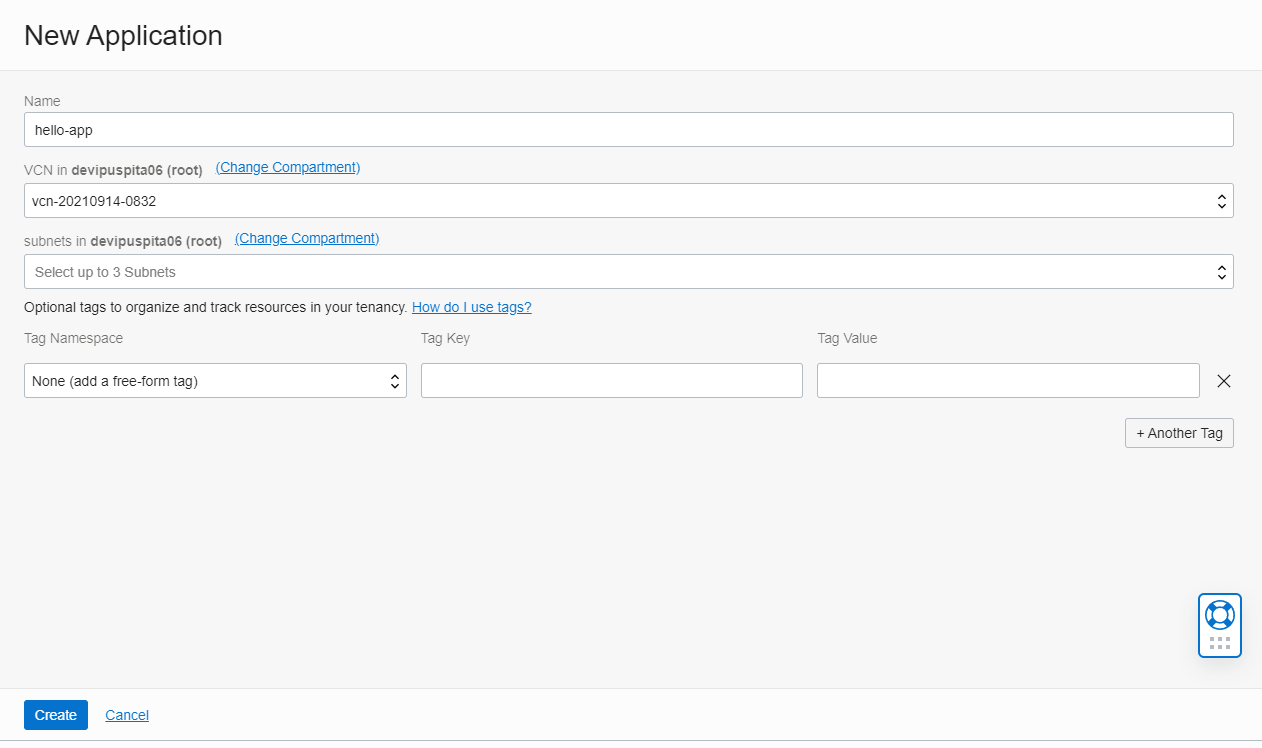 New Application
Name
hello-app
VCN in devipuspita06 (root) (Change Compartment)
vcn-20210914-0832
subnets in devipuspita06 (root) (Change Compartment)
Select up to 3 Subnets
Optional tags to organize and track resources in your tenancy. How do I use tags?
Tag Namespace Tag Key Tag Value
None (add a free-form tag)
+ Another Tag
Create Cancel